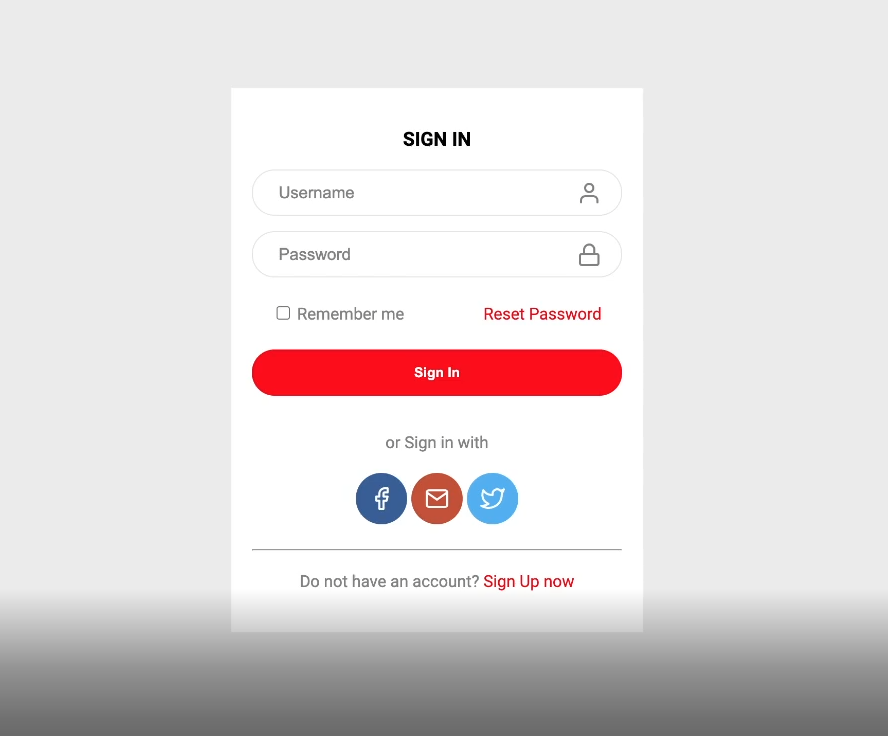 SIGN IN
Username
Password
Remember me Reset Password
Sign In
or Sign in with
Do not have an account? Sign Up now